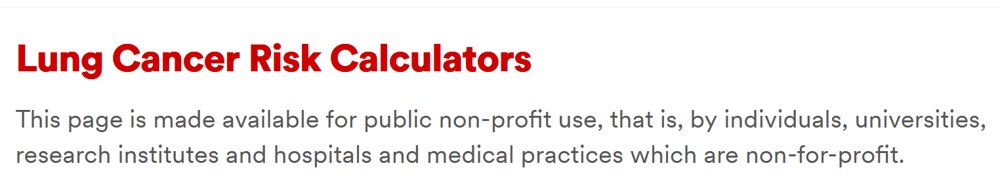 Lung Cancer Risk Calculators
This page is made available for public non-profit use, that is, by individuals, universities,
research institutes and hospitals and medical practices which are non-for-profit.